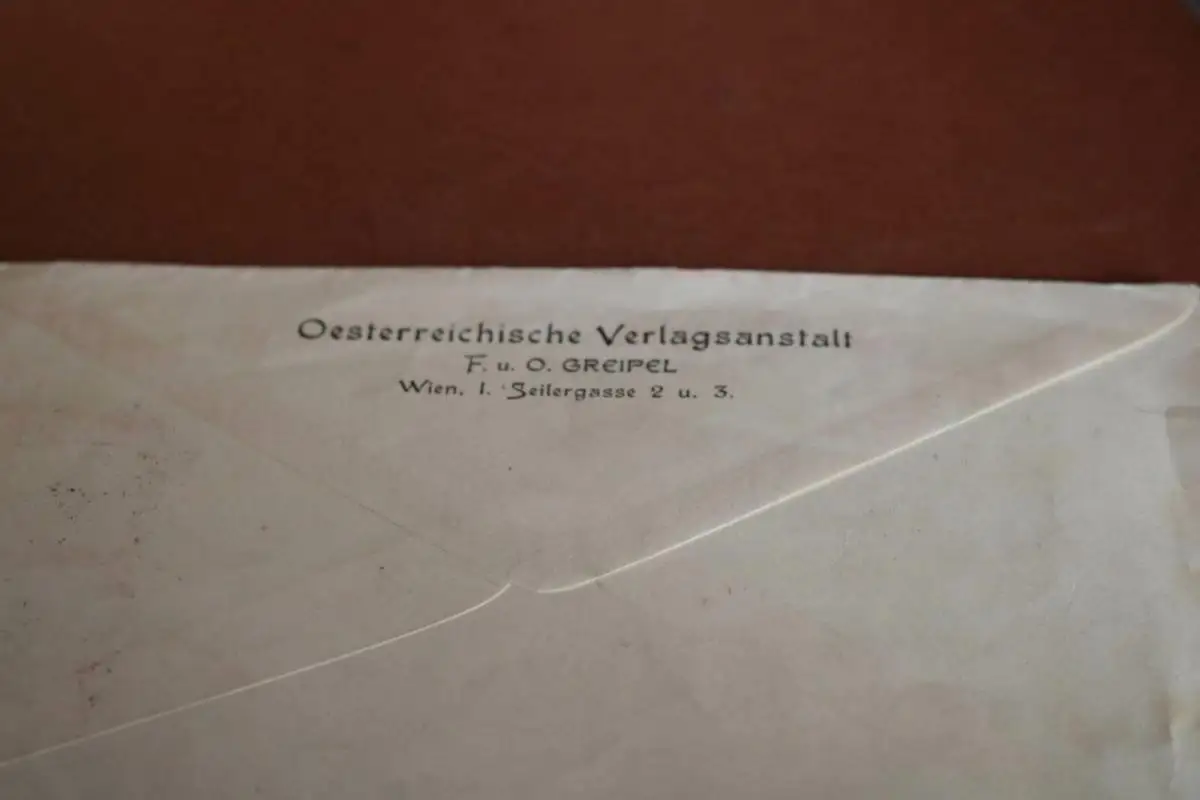 Oesterreichische Verlagsanstalt
F. u. O. GREIPEL
Wien, I. Seilergasse 2 u. 3.